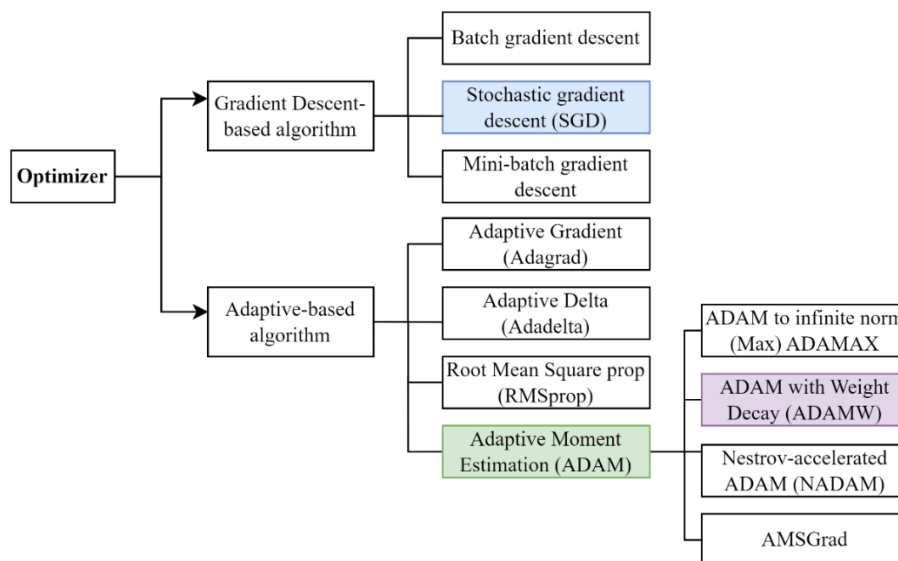 Batch gradient descent
Gradient Descent-
based algorithm
Stochastic gradient
descent (SGD)
Mini-batch gradient
descent
Optimizer
Adaptive Gradient
(Adagrad)
Adaptive-based
algorithm
Adaptive Delta
(Adadelta)
Root Mean Square prop
(RMSprop)
Adaptive Moment
Estimation (ADAM)
ADAM to infinite norm
(Max) ADAMAX
ADAM with Weight
Decay (ADAMW)
Nestrov-accelerated
ADAM (NADAM)
AMSGrad